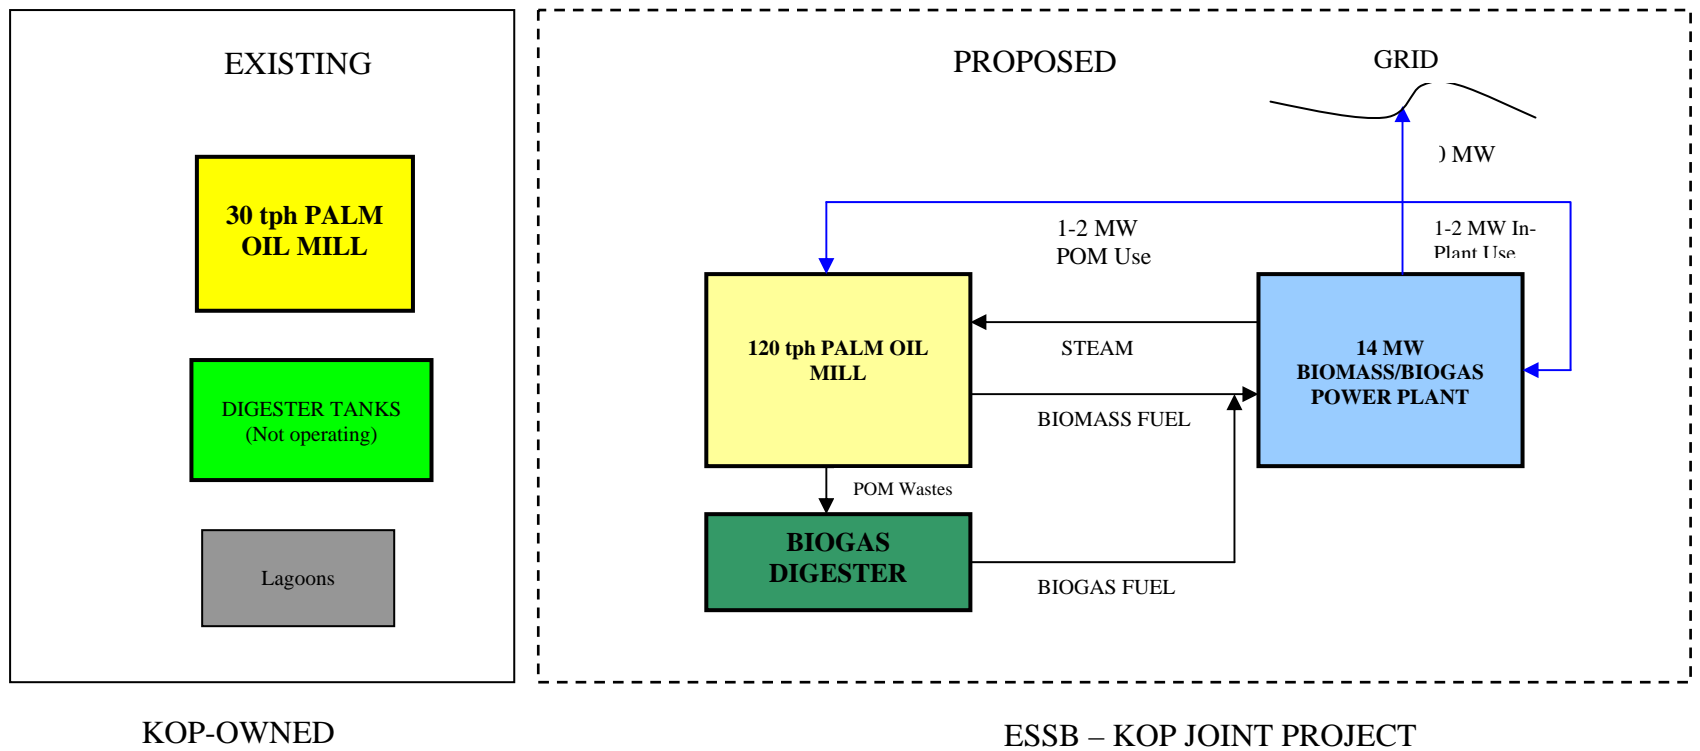 EXISTING
30 tph PALM
OIL MILL
DIGESTER TANKS
(Not operating)
Lagoons
KOP-OWNED
PROPOSED
GRID
MW
1-2 MW
POM Use
1-2 MW In-
Plant Use
120 tph PALM OIL
MILL
STEAM
BIOMASS FUEL
14 MW
BIOMASS/BIOGAS
POWER PLANT
POM Wastes
BIOGAS
DIGESTER
BIOGAS FUEL
ESSB – KOP JOINT PROJECT